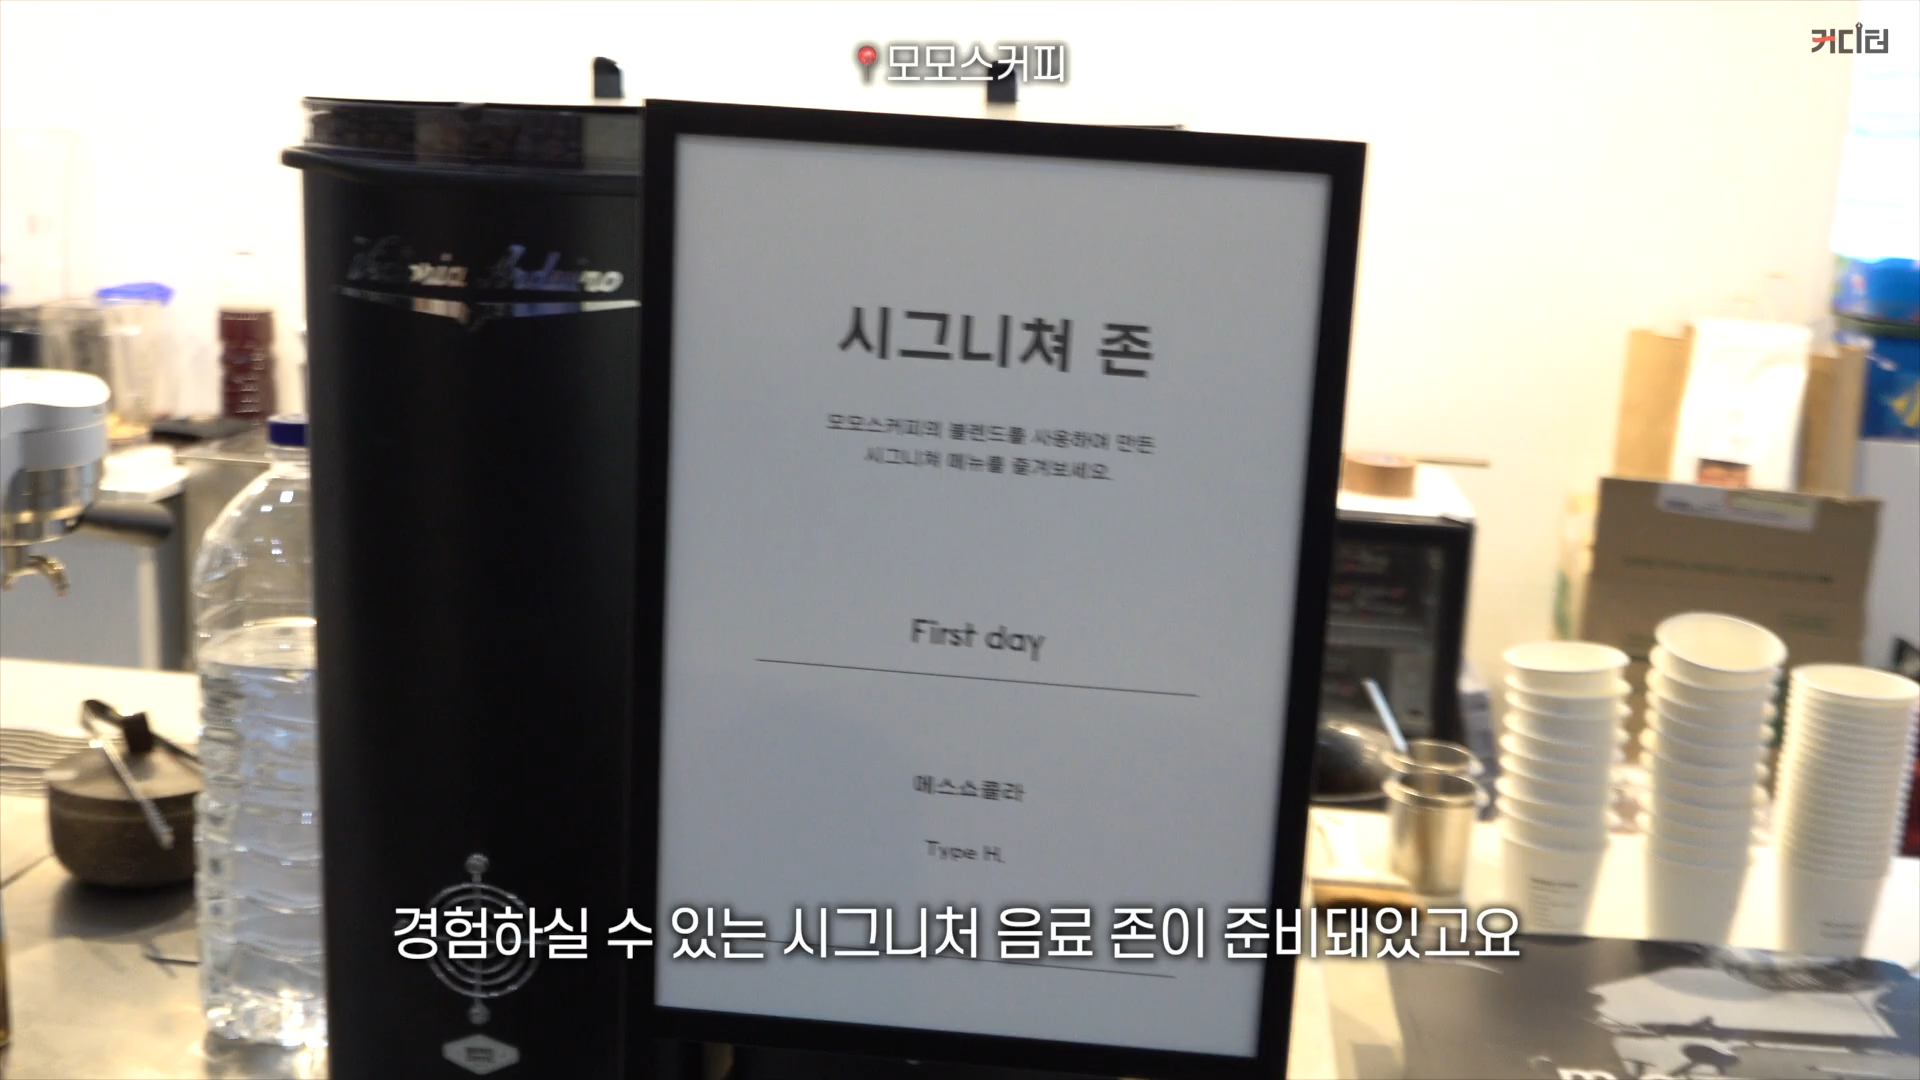 모모스커피
커디터
Victoria Arduino
시그니쳐 존
모모스커피의 블렌드를 사용하여 만든
시그니쳐 메뉴를 즐겨보세요.
First day
에스쇼콜라
Type H.
경험하실 수 있는 시그니처 음료 존이 준비돼있고요